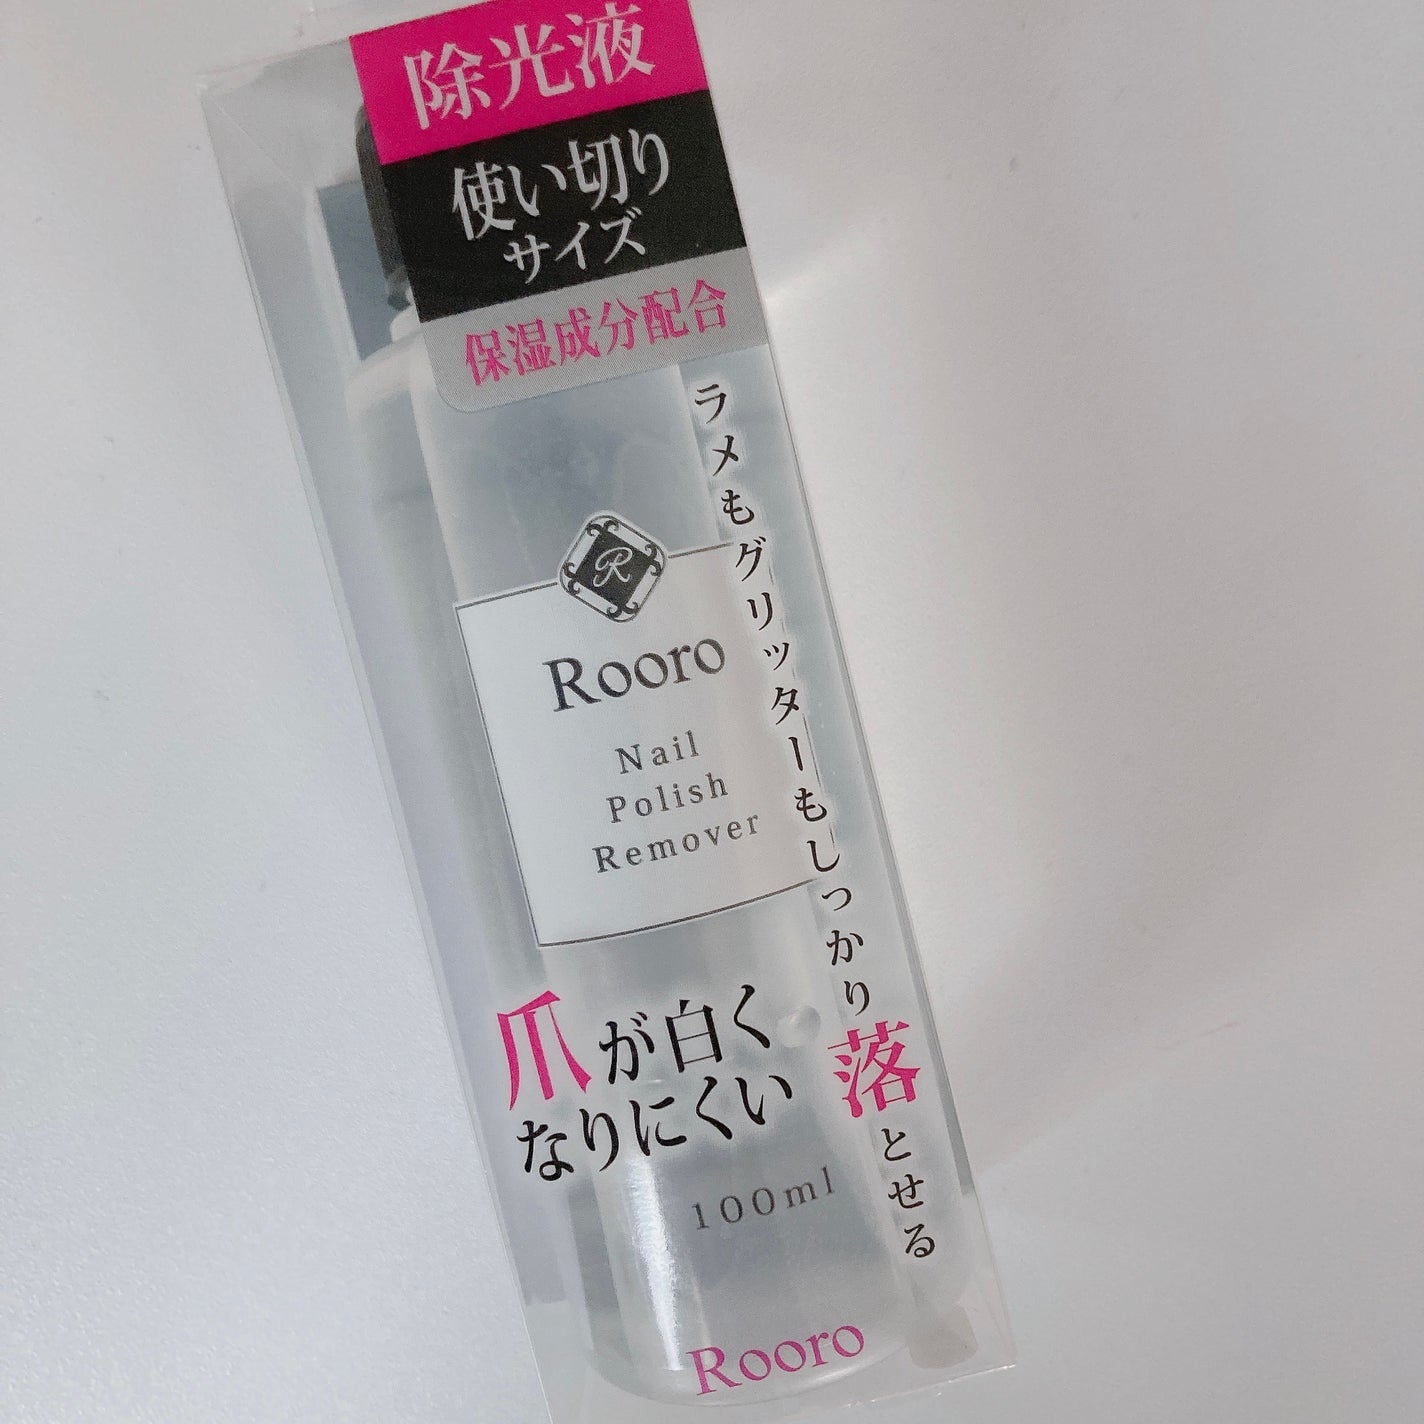 除光液
使い切り
サイズ
保湿成分配合
ラメもグリッターもしっかり落とせる
R
Rooro
Nail
Polish
Remover
爪が白く
なりにくい
100ml
Rooro